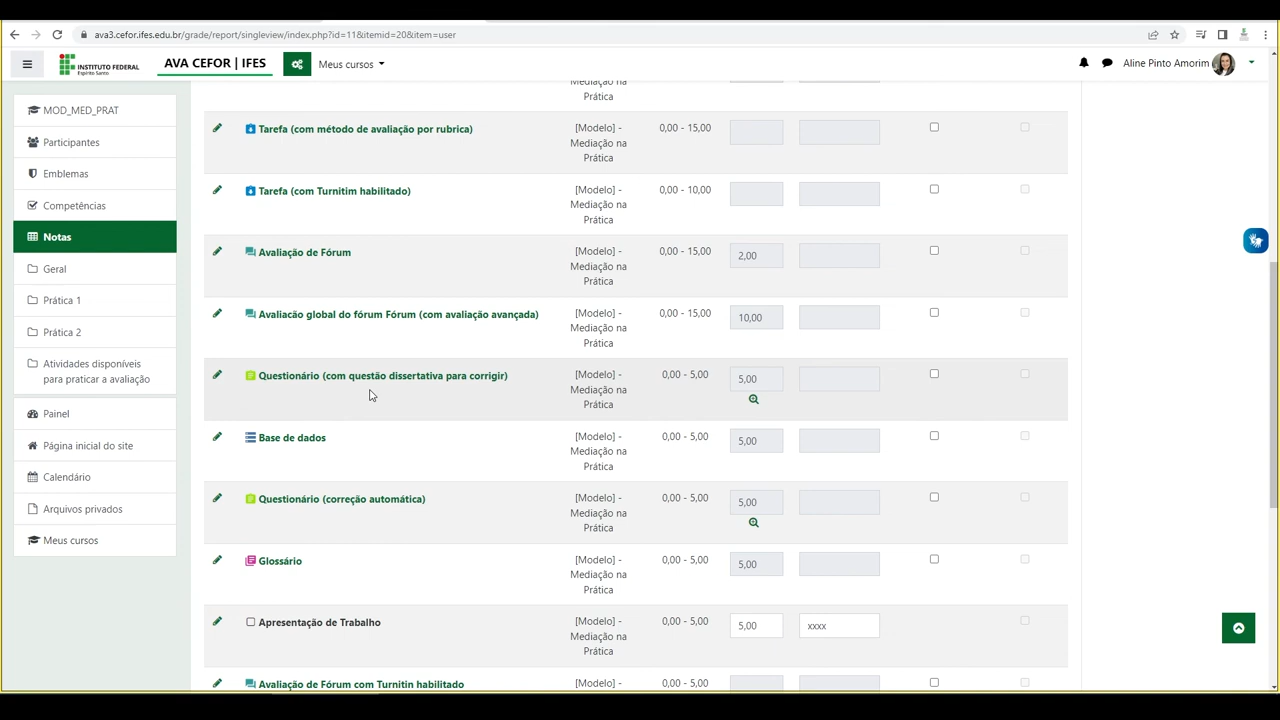 ava3.cefor.ifes.edu.br/grade/report/singleview/index.php?id=11&itemid=20&item=user
INSTITUTO FEDERAL
Espírito Santo
AVA CEFOR | IFES
Meus cursos
Aline Pinto Amorim
MOD_MED_PRAT
Participantes
Emblemas
Competências
Notas
Geral
Prática 1
Prática 2
Atividades disponíveis
para praticar a avaliação
Painel
Página inicial do site
Calendário
Arquivos privados
Meus cursos
Mediação na
Prática
Tarefa (com método de avaliação por rubrica)
[Modelo] -
Mediação na
Prática
0,00 - 15,00
Tarefa (com Turnitim habilitado)
[Modelo] -
Mediação na
Prática
0,00 - 10,00
Avaliação de Fórum
[Modelo] -
Mediação na
Prática
0,00 - 15,00
2,00
Avaliacão global do fórum Fórum (com avaliação avançada)
[Modelo] -
Mediação na
Prática
0,00 - 15,00
10,00
Questionário (com questão dissertativa para corrigir)
[Modelo] -
Mediação na
Prática
0,00 - 5,00
5,00
Base de dados
[Modelo] -
Mediação na
Prática
0,00 - 5,00
5,00
Questionário (correção automática)
[Modelo] -
Mediação na
Prática
0,00 - 5,00
5,00
Glossário
[Modelo] -
Mediação na
Prática
0,00 - 5,00
5,00
Apresentação de Trabalho
[Modelo] -
Mediação na
Prática
0,00 - 5,00
5,00
xxxx
Avaliação de Fórum com Turnitin habilitado
[Modelo] -
0,00 - 5,00